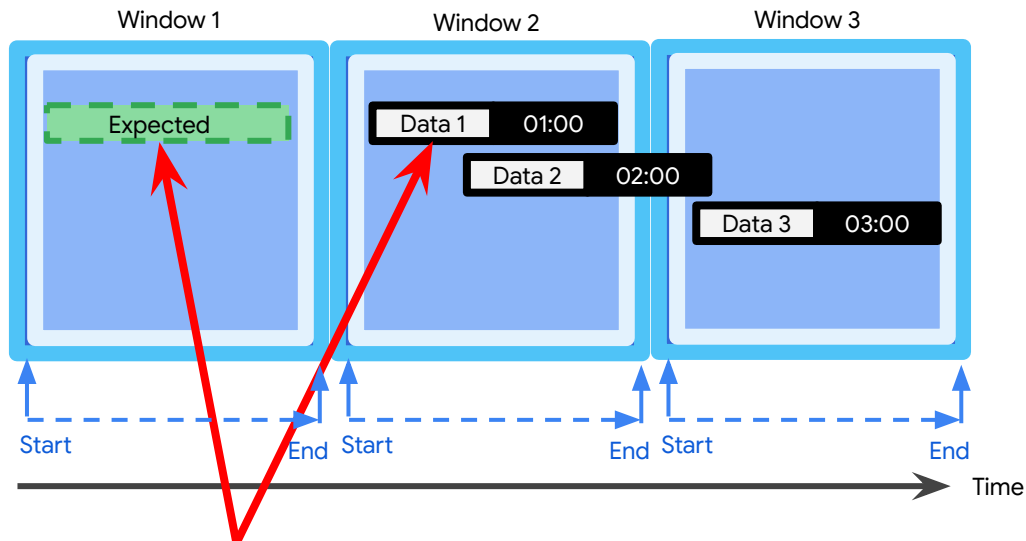 Window 1
Window 2
Window 3
Expected
Data 1 01:00
Data 2 02:00
Data 3 03:00
Start
End
Start
End
Start
End
Time